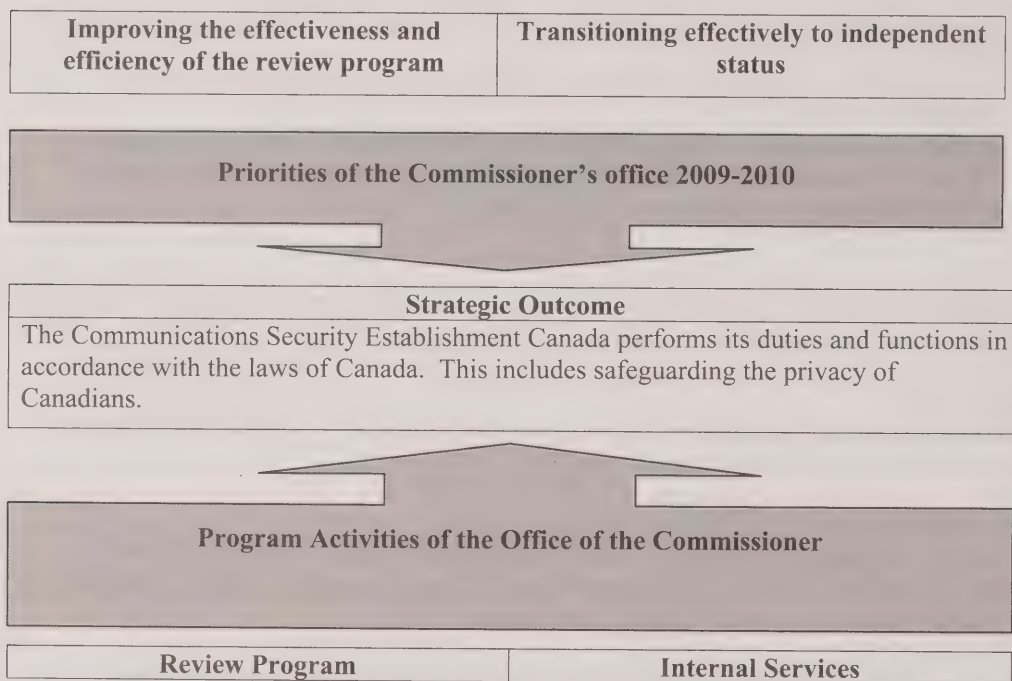 Improving the effectiveness and
efficiency of the review program
Transitioning effectively to independent
status
Priorities of the Commissioner's office 2009-2010
Strategic Outcome
The Communications Security Establishment Canada performs its duties and functions in
accordance with the laws of Canada. This includes safeguarding the privacy of
Canadians.
Program Activities of the Office of the Commissioner
Review Program
Internal Services